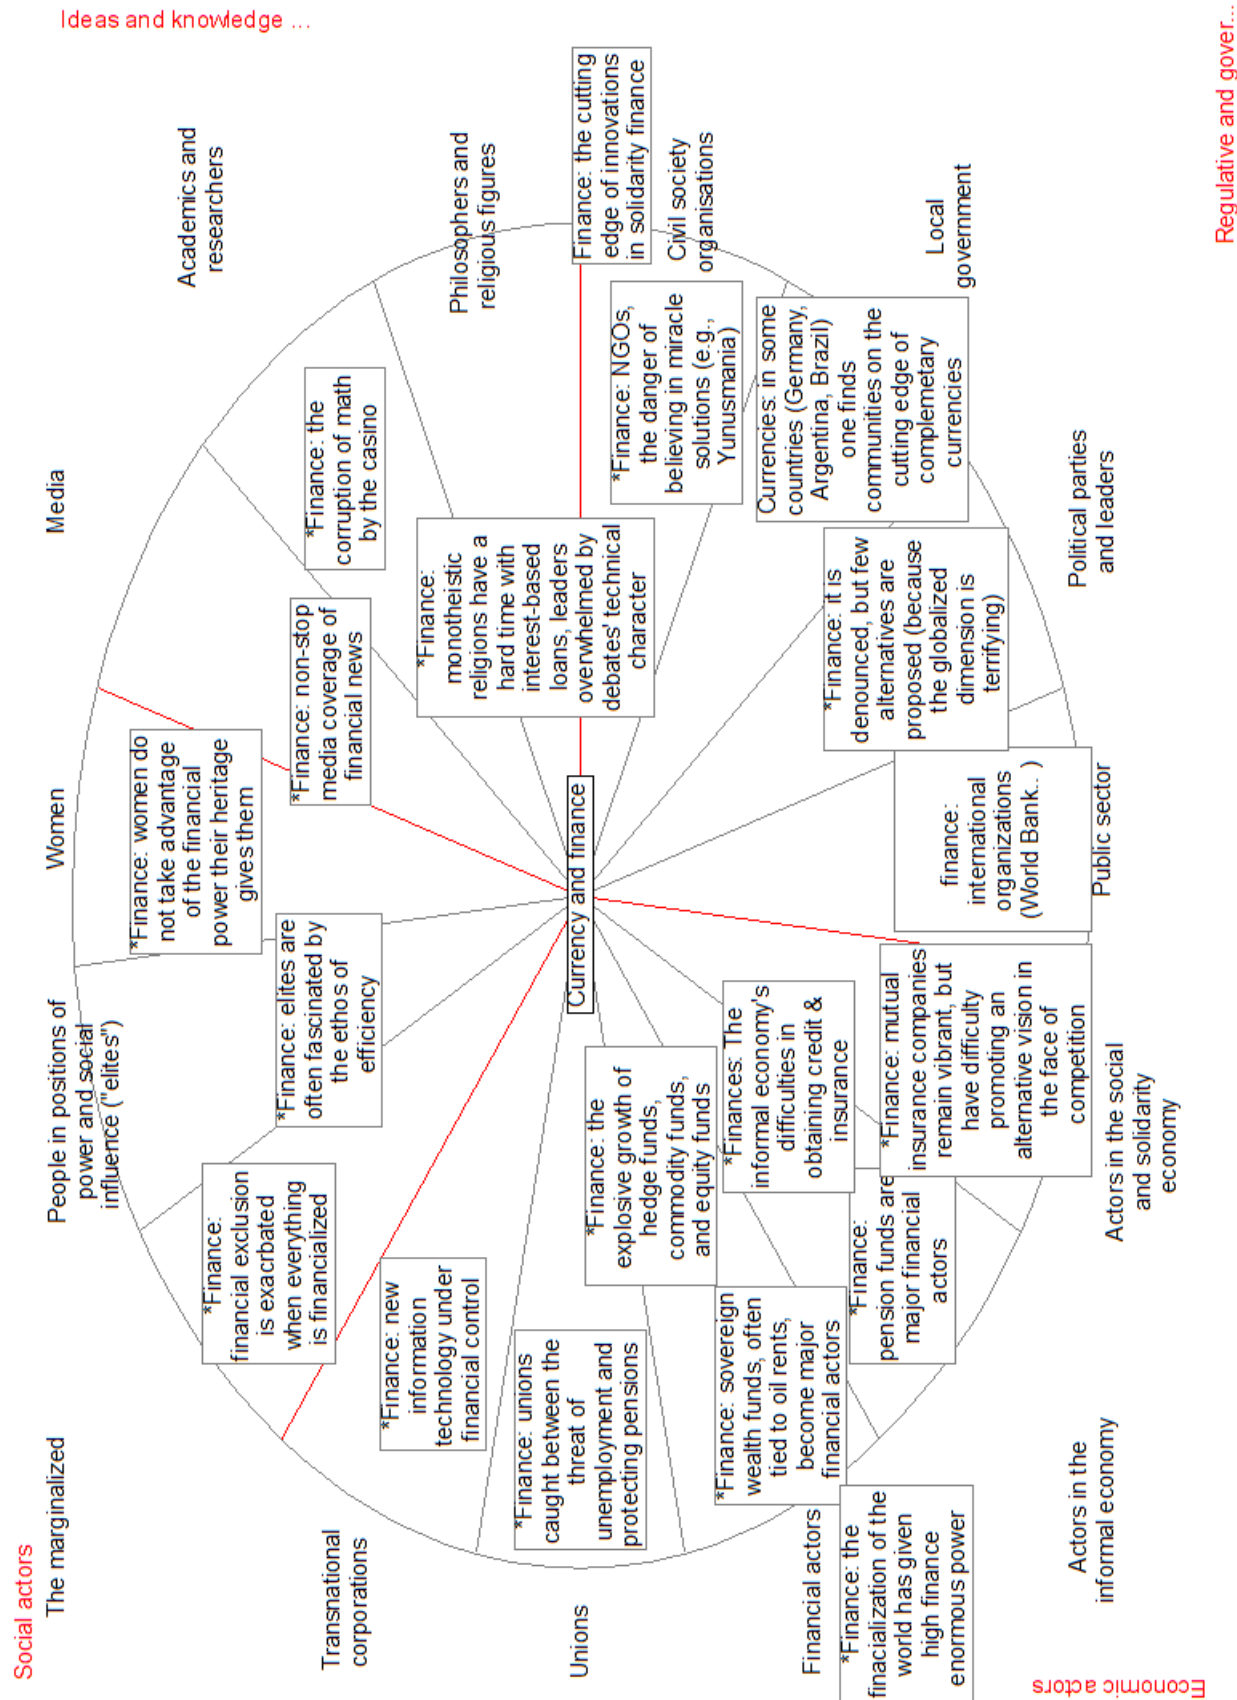 Social actors
The marginalized
People in positions of
power and social
influence ("elites")
Women
Media
Ideas and knowledge ...
Academics and
researchers
Philosophers and
religious figures
Transnational
corporations
Unions
Financial actors
*Finance:
financial exclusion
is exacrbated
when everything
is financialized
*Finance: elites are
often fascinated by
the ethos of
efficiency
*Finance: women do
not take advantage
of the financial
power their heritage
gives them
*Finance: non-stop
media coverage of
financial news
*Finance: the
corruption of math
by the casino
*Finance:
monotheistic
religions have a
hard time with
interest-based
loans, leaders
overwhelmed by
debates' technical
character
*Finance: new
information
technology under
financial control
*Finance: unions
caught between the
threat of
unemployment and
protecting pensions
Currency and finance
Finance: the cutting
edge of innovations
in solidarity finance
Civil society
organisations
*Finance: NGOs,
the danger of
believing in miracle
solutions (e.g.,
Yunusmania)
*Finance: the
explosive growth of
hedge funds,
commodity funds,
and equity funds
*Finance: sovereign
wealth funds, often
tied to oil rents,
become major
financial actors
*Finances: The
informal economy's
difficulties in
obtaining credit &
insurance
Currencies: in some
countries (Germany,
Argentina, Brazil)
one finds
communities on the
cutting edge of
complemetary
currencies
Local
government
*Finance: it is
denounced, but few
alternatives are
proposed (because
the globalized
dimension is
terrifying)
*Finance:
pension funds are
major financial
actors
*Finance: the
finacialization of the
world has given
high finance
enormous power
*Finance: mutual
insurance companies
remain vibrant, but
have difficulty
promoting an
alternative vision in
the face of
competition
finance:
international
organizations
(World Bank.. )
Political parties
and leaders
Public sector
Actors in the social
and solidarity
economy
Actors in the
informal economy
Economic actors
Regulative and gover...